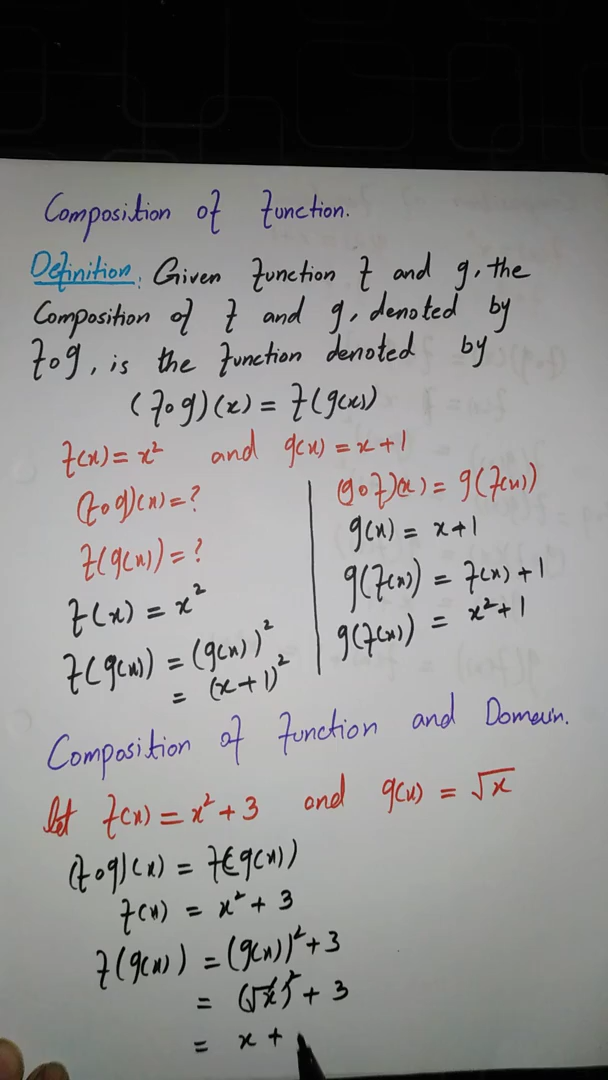 Composition of Function.
Definition: Given Function f and g, the
Composition of f and g, denoted by
fog, is the function denoted by
(fog)(x) = f(g(x))
f(x) = x² and g(x) = x+1
(fog)(x) = ?
f(g(x)) = ?
f(x) = x²
f(g(x)) = (g(x))²
= (x+1)²
(gof)(x) = g(f(x))
g(x) = x+1
g(f(x)) = f(x)+1
g(f(x)) = x²+1
Composition of Function and Domain.
let f(x) = x²+3 and g(x) = √x
(fog)(x) = f(g(x))
f(x) = x²+3
f(g(x)) = (g(x))²+3
= (√x)²+3
= x +